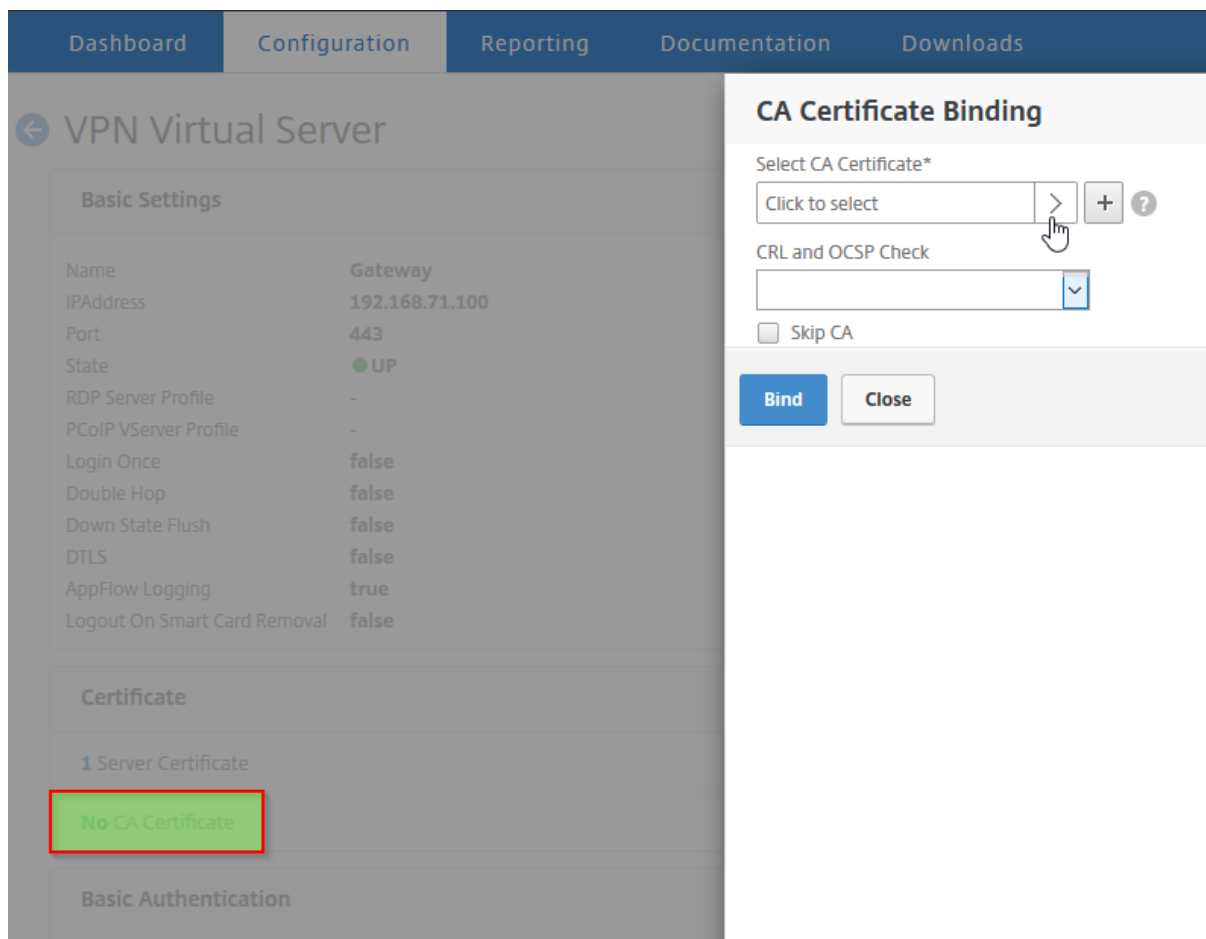 Dashboard Configuration Reporting Documentation Downloads
VPN Virtual Server
Basic Settings
Name Gateway
IPAddress 192.168.71.100
Port 443
State UP
RDP Server Profile -
PCoIP VServer Profile -
Login Once false
Double Hop false
Down State Flush false
DTLS false
AppFlow Logging true
Logout On Smart Card Removal false
Certificate
1 Server Certificate
No CA Certificate
Basic Authentication
CA Certificate Binding
Select CA Certificate*
Click to select > + ?
CRL and OCSP Check
Skip CA
Bind Close